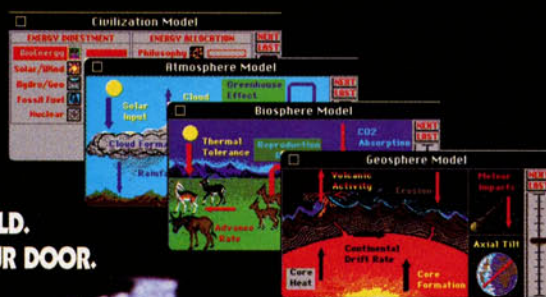 Civilization Model
ENERGY INVESTMENT
ENERGY ALLOCATION
NEXT
LAST
BioEnergy
Philosophy
Solar/Wind
Hydro/Geo
Fossil Fuel
Nuclear
Atmosphere Model
NEXT
LAST
Solar
Input
Cloud
Greenhouse
Effect
Cloud Forma
Rainf
Biosphere Model
NEXT
LAST
Thermal
Tolerance
Reproduction
CO2
Absorption
Advance
Rate
Geosphere Model
NEXT
LAST
Volcanic
Activity
Erosion
Meteor
Impacts
Continental
Drift Rate
Axial Tilt
Core
Heat
Core
Formation
LD.
UR DOOR.